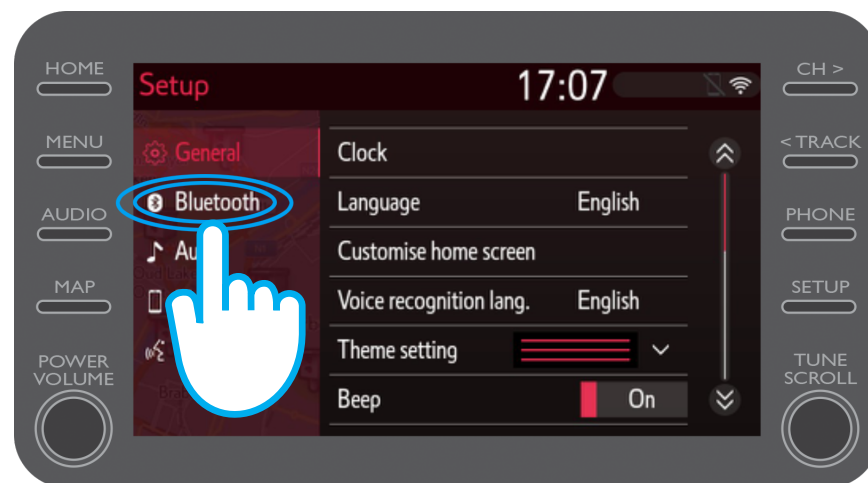 HOME
MENU
AUDIO
MAP
POWER
VOLUME
Setup 17:07
General
Bluetooth
Au
Clock
Language English
Customise home screen
Voice recognition lang. English
Theme setting
Beep On
CH >
< TRACK
PHONE
SETUP
TUNE
SCROLL